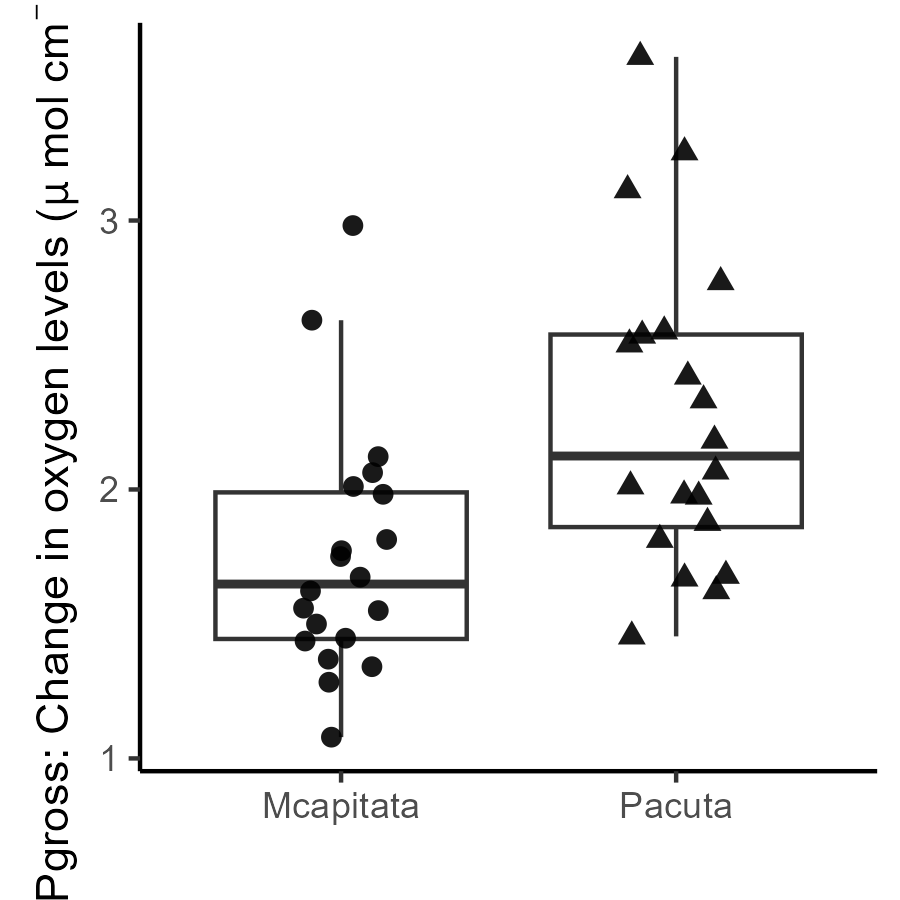 Pgross: Change in oxygen levels (μ mol cm⁻
3
2
1
Mcapitata
Pacuta